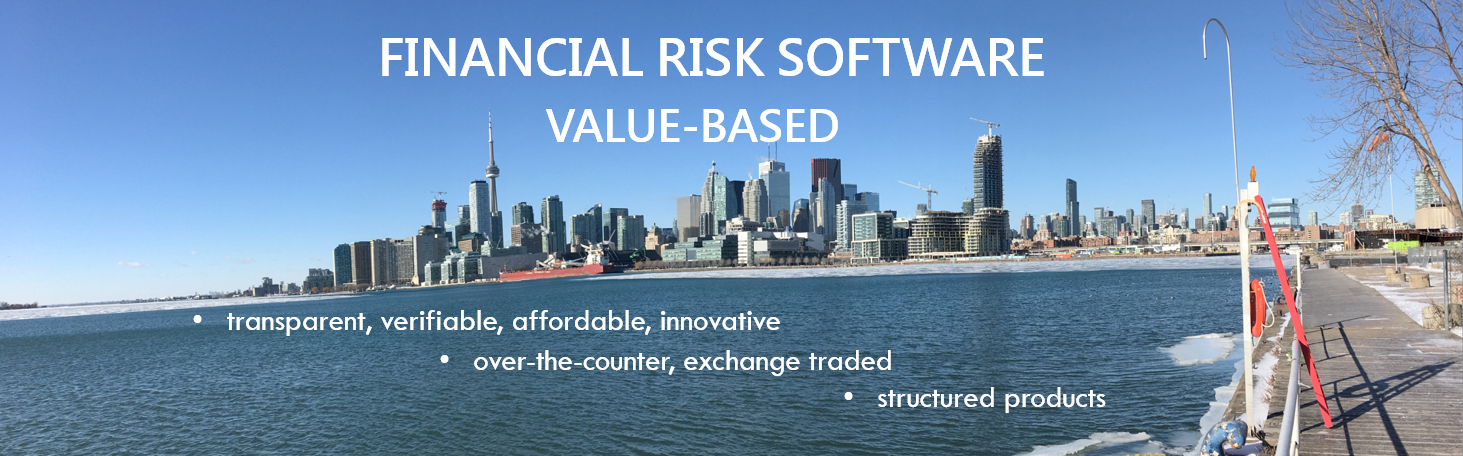 FINANCIAL RISK SOFTWARE
VALUE-BASED
• transparent, verifiable, affordable, innovative
• over-the-counter, exchange traded
• structured products